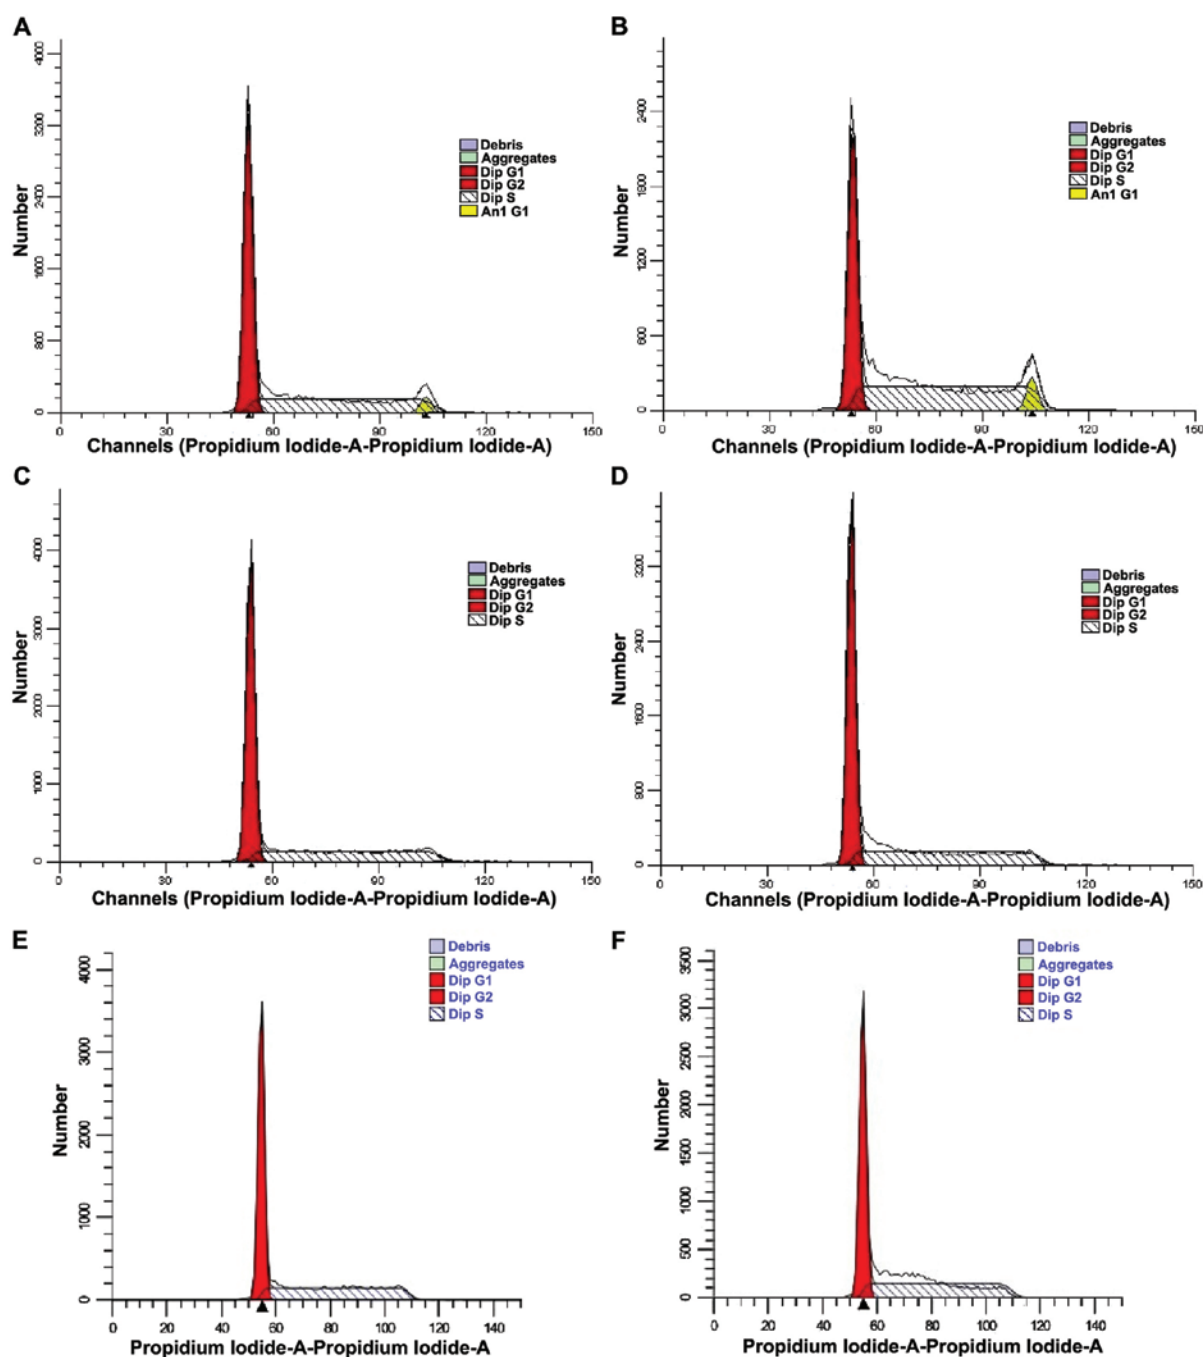 A
4000
3200
2400
1600
800
0
Number
Debris
Aggregates
Dip G1
Dip G2
Dip S
An1 G1
0 30 60 90 120 150
Channels (Propidium Iodide-A-Propidium Iodide-A)
B
2400
1800
1200
600
0
Number
Debris
Aggregates
Dip G1
Dip G2
Dip S
An1 G1
0 30 60 90 120 150
Channels (Propidium Iodide-A-Propidium Iodide-A)
C
4000
3000
2000
1000
0
Number
Debris
Aggregates
Dip G1
Dip G2
Dip S
0 30 60 90 120 150
Channels (Propidium Iodide-A-Propidium Iodide-A)
D
3200
2400
1600
800
0
Number
Debris
Aggregates
Dip G1
Dip G2
Dip S
0 30 60 90 120 150
Channels (Propidium Iodide-A-Propidium Iodide-A)
E
4000
3000
2000
1000
0
Number
Debris
Aggregates
Dip G1
Dip G2
Dip S
0 20 40 60 80 100 120 140
Propidium Iodide-A-Propidium Iodide-A
F
3500
3000
2500
2000
1500
1000
500
0
Number
Debris
Aggregates
Dip G1
Dip G2
Dip S
0 20 40 60 80 100 120 140
Propidium Iodide-A-Propidium Iodide-A